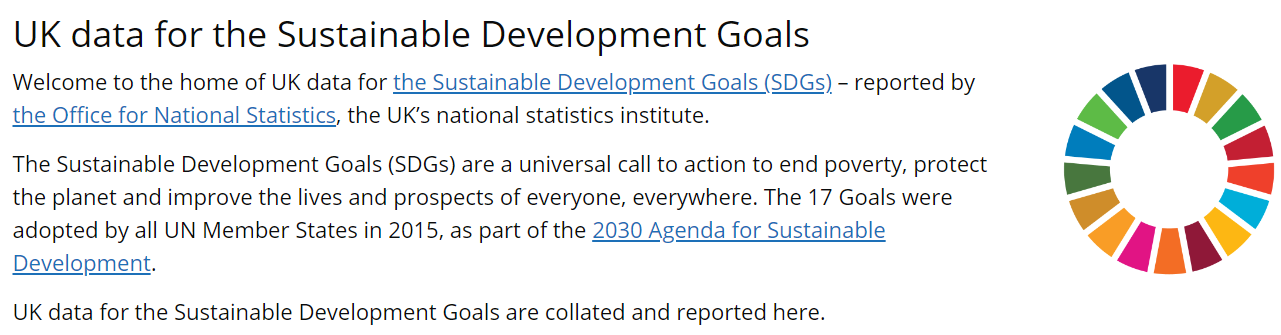 UK data for the Sustainable Development Goals
Welcome to the home of UK data for the Sustainable Development Goals (SDGs) – reported by
the Office for National Statistics, the UK’s national statistics institute.
The Sustainable Development Goals (SDGs) are a universal call to action to end poverty, protect
the planet and improve the lives and prospects of everyone, everywhere. The 17 Goals were
adopted by all UN Member States in 2015, as part of the 2030 Agenda for Sustainable
Development.
UK data for the Sustainable Development Goals are collated and reported here.